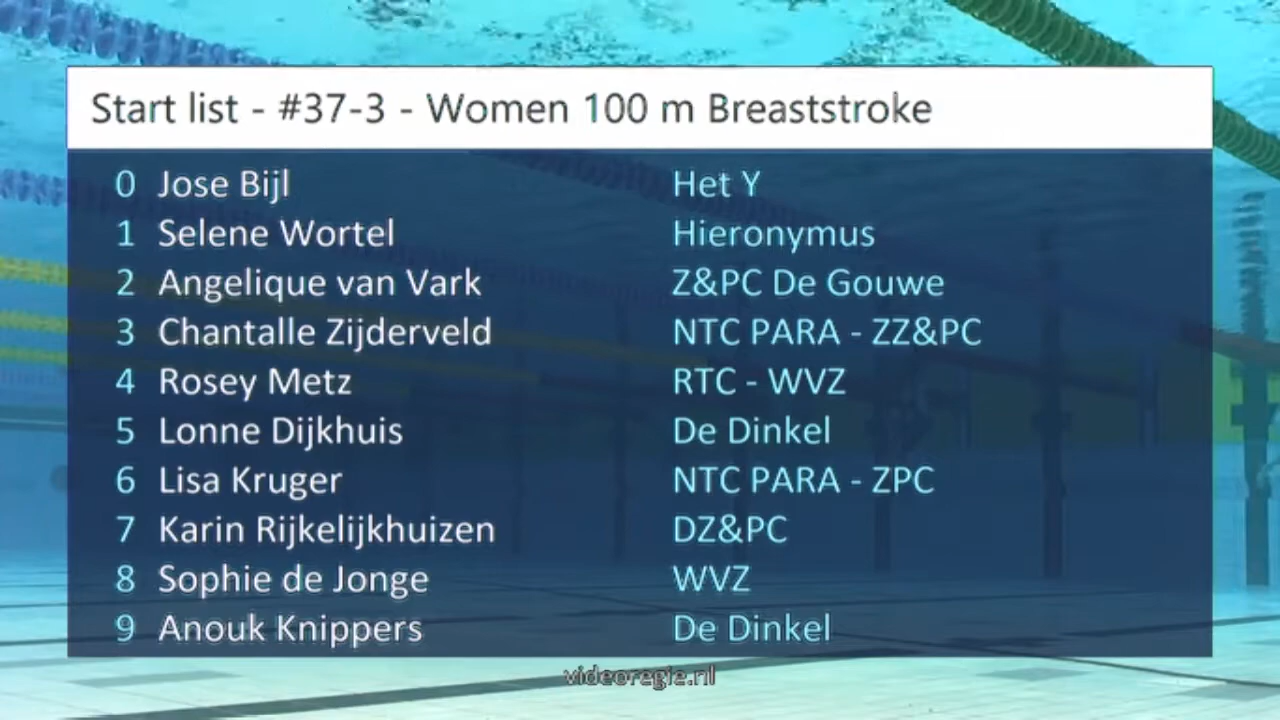 Start list - #37-3 - Women 100 m Breaststroke
0 Jose Bijl Het Y
1 Selene Wortel Hieronymus
2 Angelique van Vark Z&PC De Gouwe
3 Chantalle Zijderveld NTC PARA - ZZ&PC
4 Rosey Metz RTC - WVZ
5 Lonne Dijkhuis De Dinkel
6 Lisa Kruger NTC PARA - ZPC
7 Karin Rijkelijkhuizen DZ&PC
8 Sophie de Jonge WVZ
9 Anouk Knippers De Dinkel
videoregie.nl